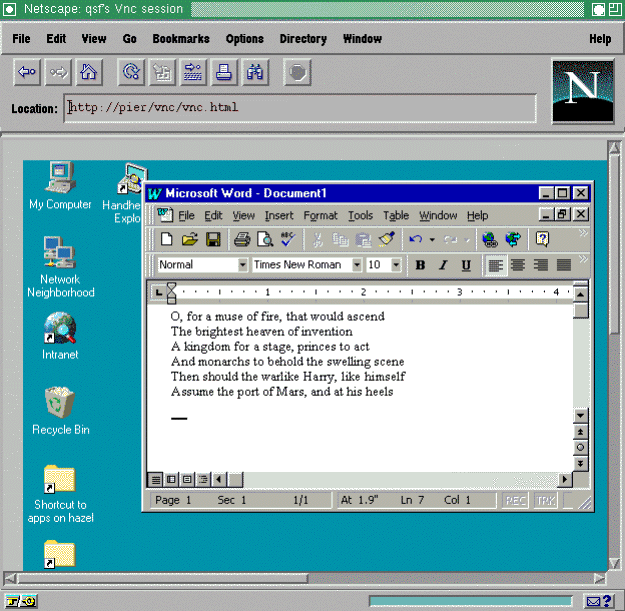 Netscape: qsf's Vnc session
File Edit View Go Bookmarks Options Directory Window Help
Location: http://pier/vnc/vnc.html
N
My Computer
Handhe
Explo
Network
Neighborhood
Intranet
Recycle Bin
Shortcut to
apps on hazel
W Microsoft Word - Document1
File Edit View Insert Format Tools Table Window Help
ABC
Normal Times New Roman 10 B I U
L 1 2 3 4
O, for a muse of fire, that would ascend
The brightest heaven of invention
A kingdom for a stage, princes to act
And monarchs to behold the swelling scene
Then should the warlike Harry, like himself
Assume the port of Mars, and at his heels
Page 1 Sec 1 1/1 At 1.9" Ln 7 Col 1 REC TRK
?